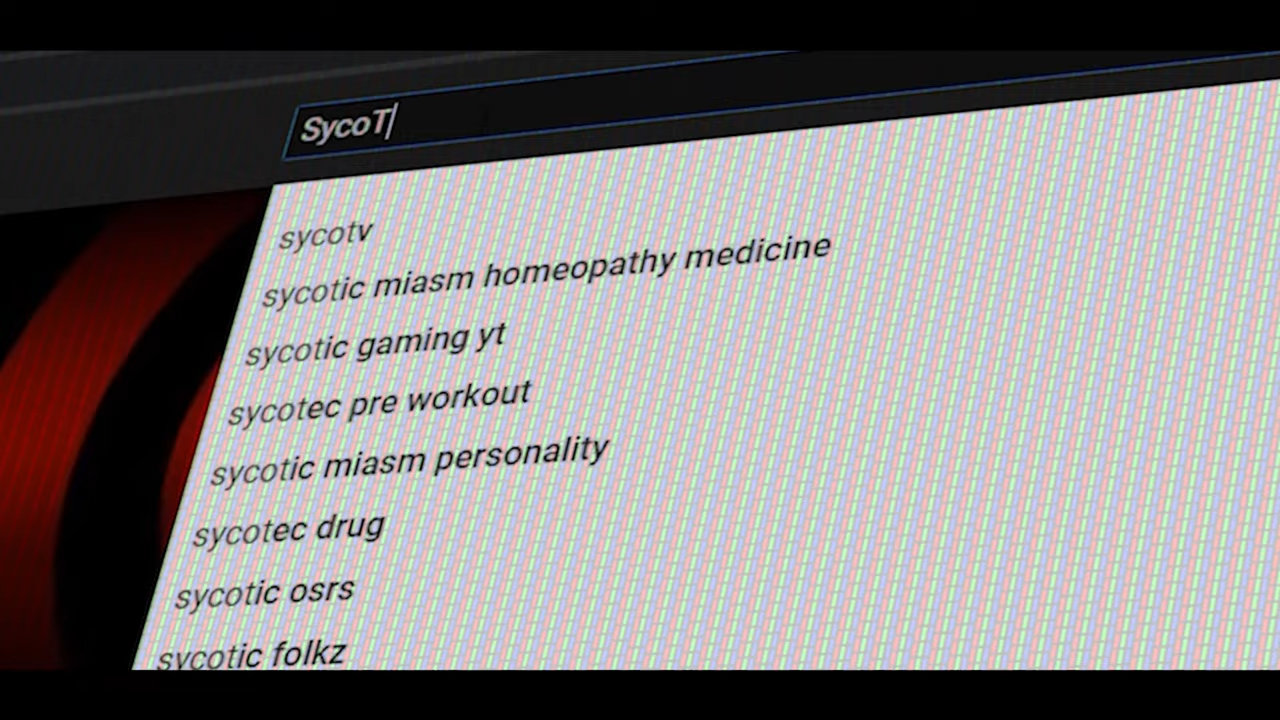 SycoT
sycotv
sycotic miasm homeopathy medicine
sycotic gaming yt
sycotec pre workout
sycotic miasm personality
sycotec drug
sycotic osrs
sycotic folkz